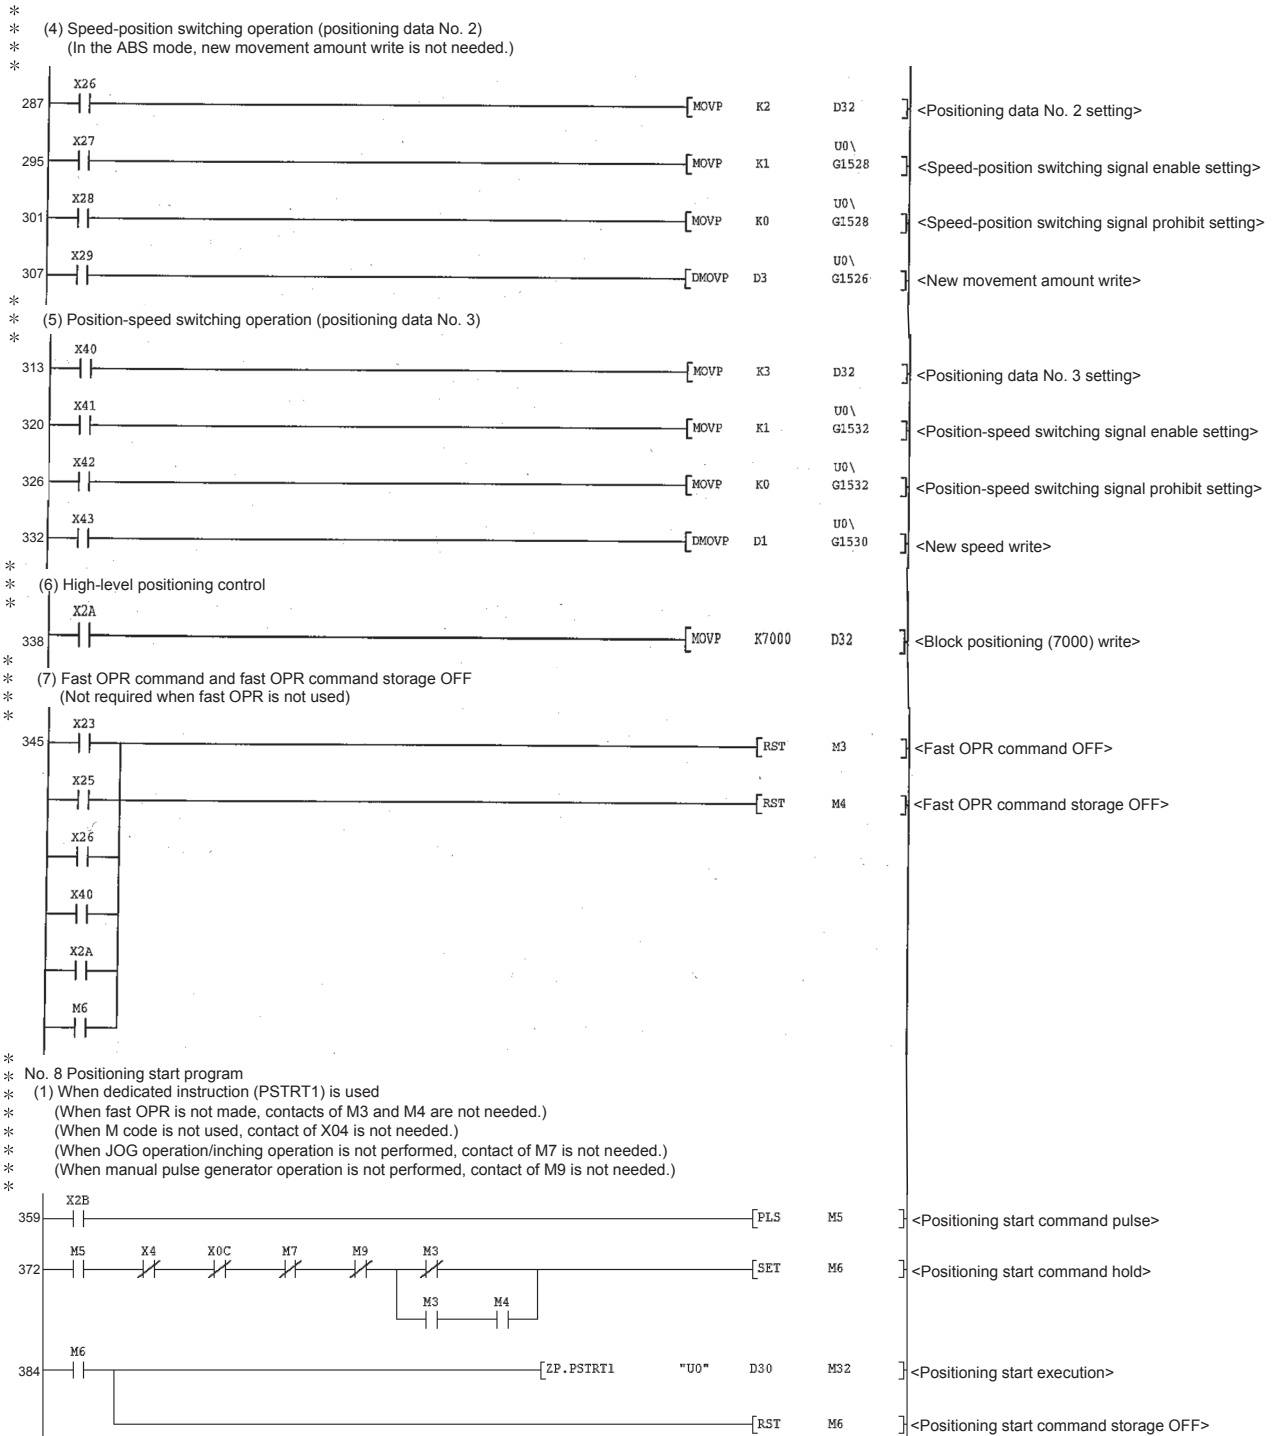 *
* (4) Speed-position switching operation (positioning data No. 2)
* (In the ABS mode, new movement amount write is not needed.)
*
X26
287 MOVP K2 D32 <Positioning data No. 2 setting>
X27 U0\
295 MOVP K1 G1528 <Speed-position switching signal enable setting>
X28 U0\
301 MOVP K0 G1528 <Speed-position switching signal prohibit setting>
X29 U0\
307 DMOVP D3 G1526 <New movement amount write>
*
* (5) Position-speed switching operation (positioning data No. 3)
*
X40
313 MOVP K3 D32 <Positioning data No. 3 setting>
X41 U0\
320 MOVP K1 G1532 <Position-speed switching signal enable setting>
X42 U0\
326 MOVP K0 G1532 <Position-speed switching signal prohibit setting>
X43 U0\
332 DMOVP D1 G1530 <New speed write>
*
* (6) High-level positioning control
*
X2A
338 MOVP K7000 D32 <Block positioning (7000) write>
*
* (7) Fast OPR command and fast OPR command storage OFF
* (Not required when fast OPR is not used)
*
X23
345 RST M3 <Fast OPR command OFF>
X25
RST M4 <Fast OPR command storage OFF>
X26
X40
X2A
M6
*
* No. 8 Positioning start program
* (1) When dedicated instruction (PSTRT1) is used
* (When fast OPR is not made, contacts of M3 and M4 are not needed.)
* (When M code is not used, contact of X04 is not needed.)
* (When JOG operation/inching operation is not performed, contact of M7 is not needed.)
* (When manual pulse generator operation is not performed, contact of M9 is not needed.)
*
X2B
359 PLS M5 <Positioning start command pulse>
M5 X4 X0C M7 M9 M3
372 SET M6 <Positioning start command hold>
M3 M4
M6
384 ZP.PSTRT1 "U0" D30 M32 <Positioning start execution>
RST M6 <Positioning start command storage OFF>